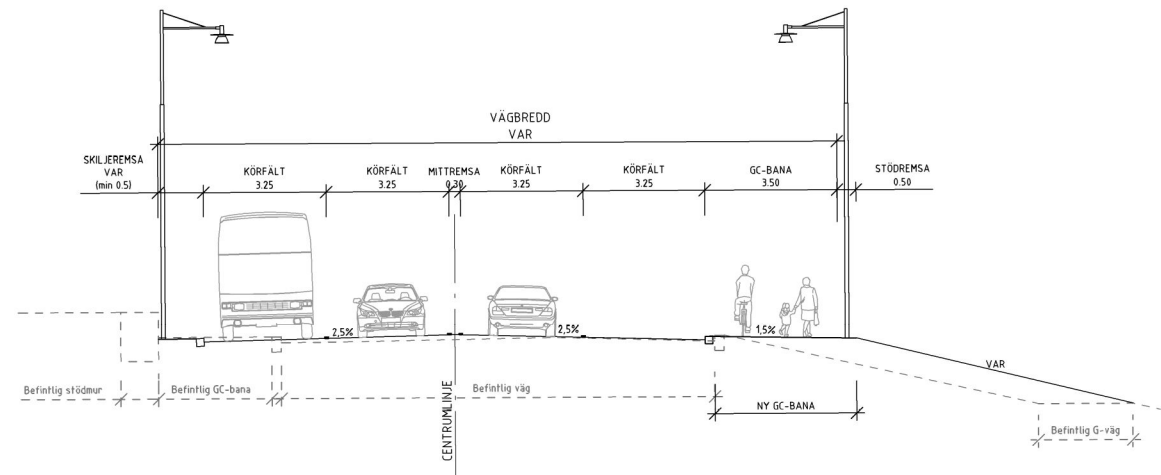 VÄGBREDD
VAR
SKILJEREMSA
VAR
(min 0.5)
KÖRFÄLT
3.25
KÖRFÄLT
3.25
MITTREMSA
0.30
KÖRFÄLT
3.25
KÖRFÄLT
3.25
GC-BANA
3.50
STÖDREMSA
0.50
2,5%
2,5%
1,5%
VAR
Befintlig stödmur
Befintlig GC-bana
CENTRUMLINJE
Befintlig väg
NY GC-BANA
Befintlig G-väg